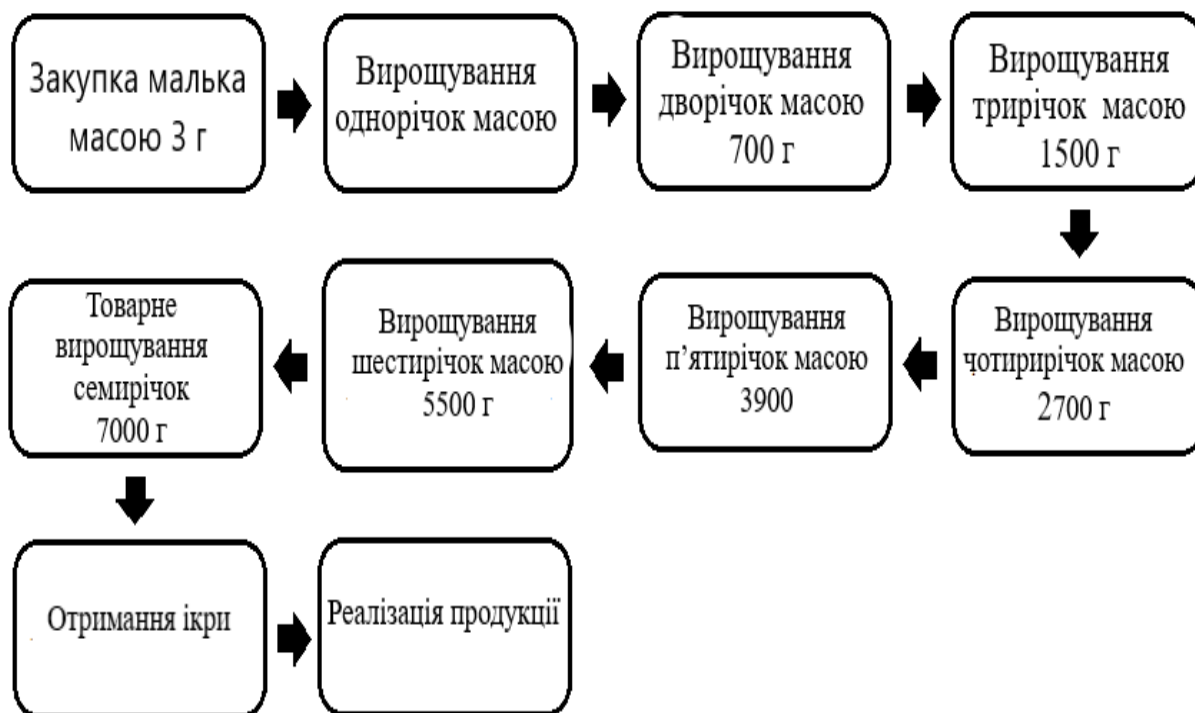 Закупка малька
масою 3 г
Вирощування
однорічок масою
Вирощування
дворічок масою
700 г
Вирощування
трирічок масою
1500 г
Товарне
вирощування
семирічок
7000 г
Вирощування
шестирічок масою
5500 г
Вирощування
п’ятирічок масою
3900
Вирощування
чотирирічок масою
2700 г
Отримання ікри
Реалізація продукції